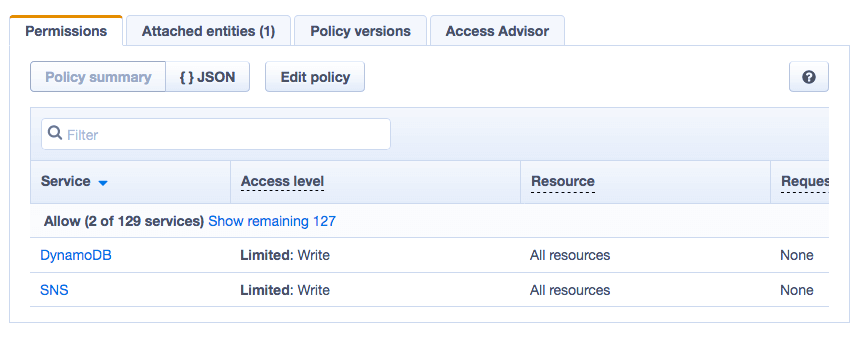 Permissions Attached entities (1) Policy versions Access Advisor
Policy summary { } JSON Edit policy ?
Filter
Service Access level Resource Reques
Allow (2 of 129 services) Show remaining 127
DynamoDB Limited: Write All resources None
SNS Limited: Write All resources None